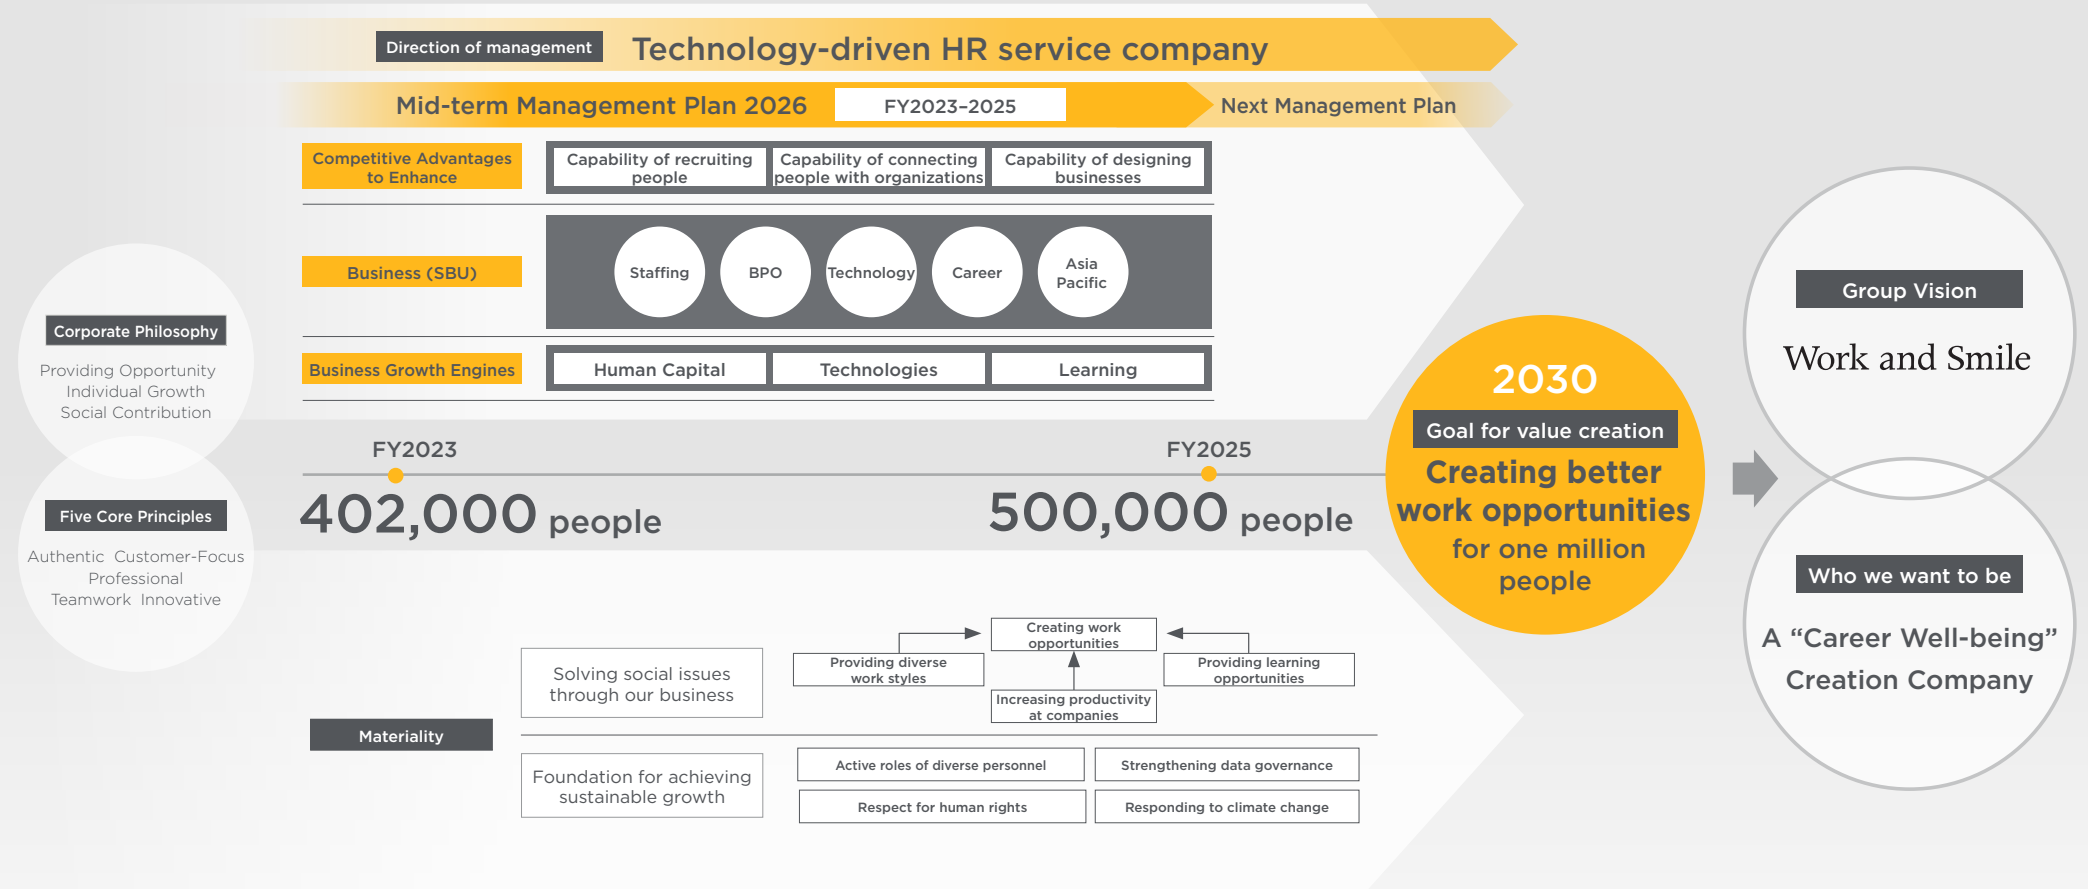 Direction of management
Technology-driven HR service company
Mid-term Management Plan 2026
FY2023–2025
Next Management Plan
Competitive Advantages
to Enhance
Capability of recruiting
people
Capability of connecting
people with organizations
Capability of designing
businesses
Business (SBU)
Staffing
BPO
Technology
Career
Asia
Pacific
Business Growth Engines
Human Capital
Technologies
Learning
Corporate Philosophy
Providing Opportunity
Individual Growth
Social Contribution
Five Core Principles
Authentic Customer-Focus
Professional
Teamwork Innovative
FY2023
402,000 people
FY2025
500,000 people
2030
Goal for value creation
Creating better
work opportunities
for one million
people
Materiality
Solving social issues
through our business
Creating work
opportunities
Providing diverse
work styles
Providing learning
opportunities
Increasing productivity
at companies
Foundation for achieving
sustainable growth
Active roles of diverse personnel
Strengthening data governance
Respect for human rights
Responding to climate change
Group Vision
Work and Smile
Who we want to be
A “Career Well-being”
Creation Company